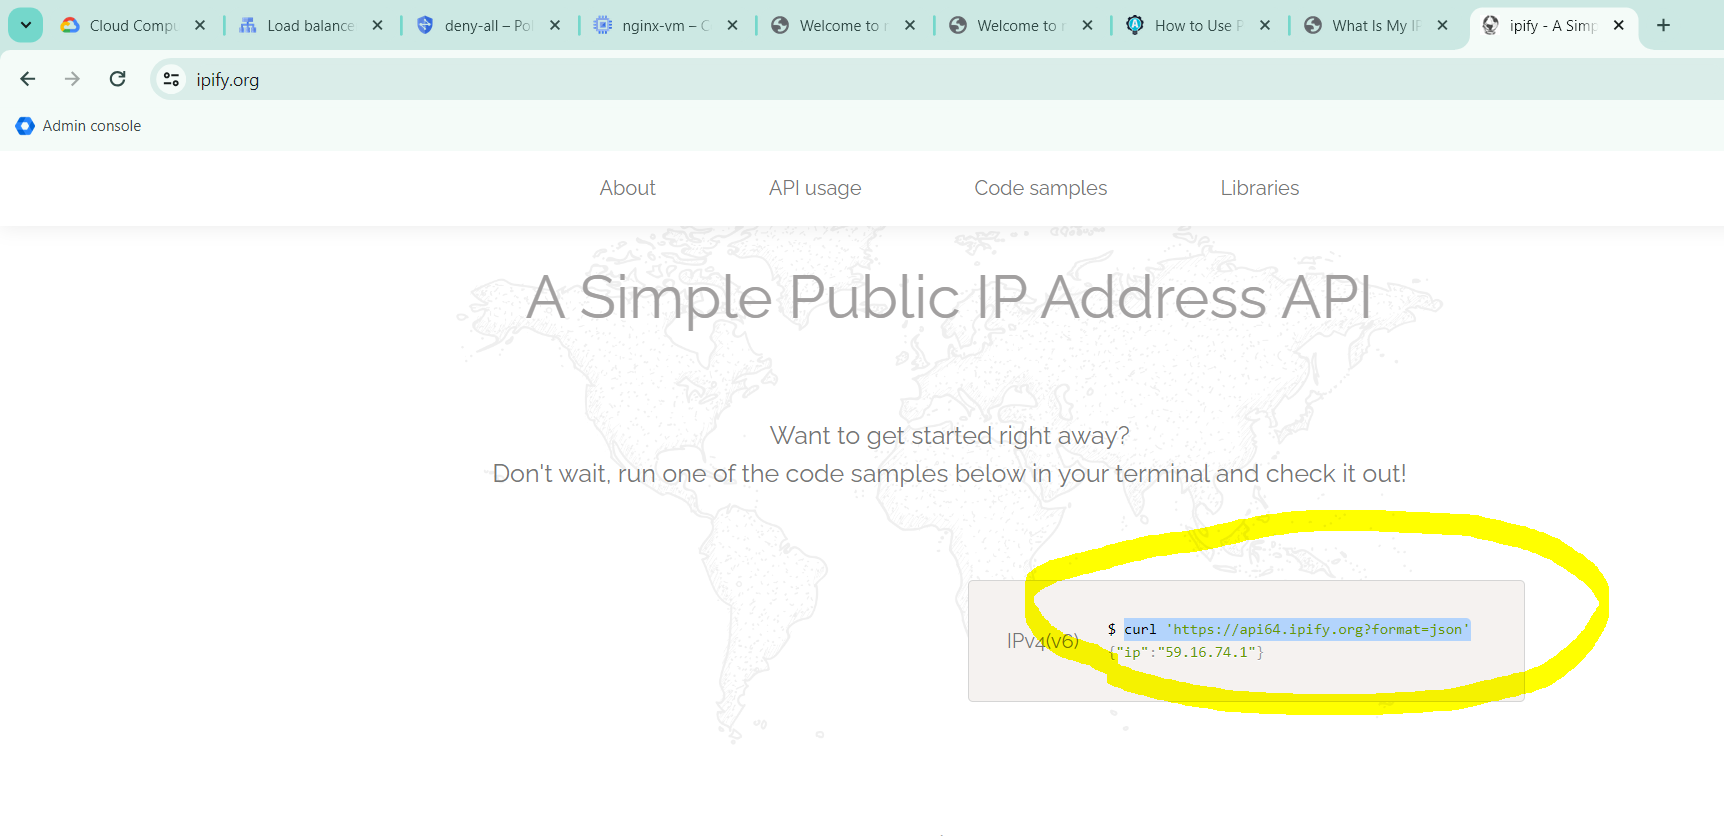 Cloud Compu
Load balance
deny-all – Pol
nginx-vm – C
Welcome to n
Welcome to n
How to Use P
What Is My IP
ipify - A Simp
ipify.org
Admin console
About
API usage
Code samples
Libraries
A Simple Public IP Address API
Want to get started right away?
Don't wait, run one of the code samples below in your terminal and check it out!
IPv4(v6)
$ curl 'https://api64.ipify.org?format=json'
{"ip":"59.16.74.1"}